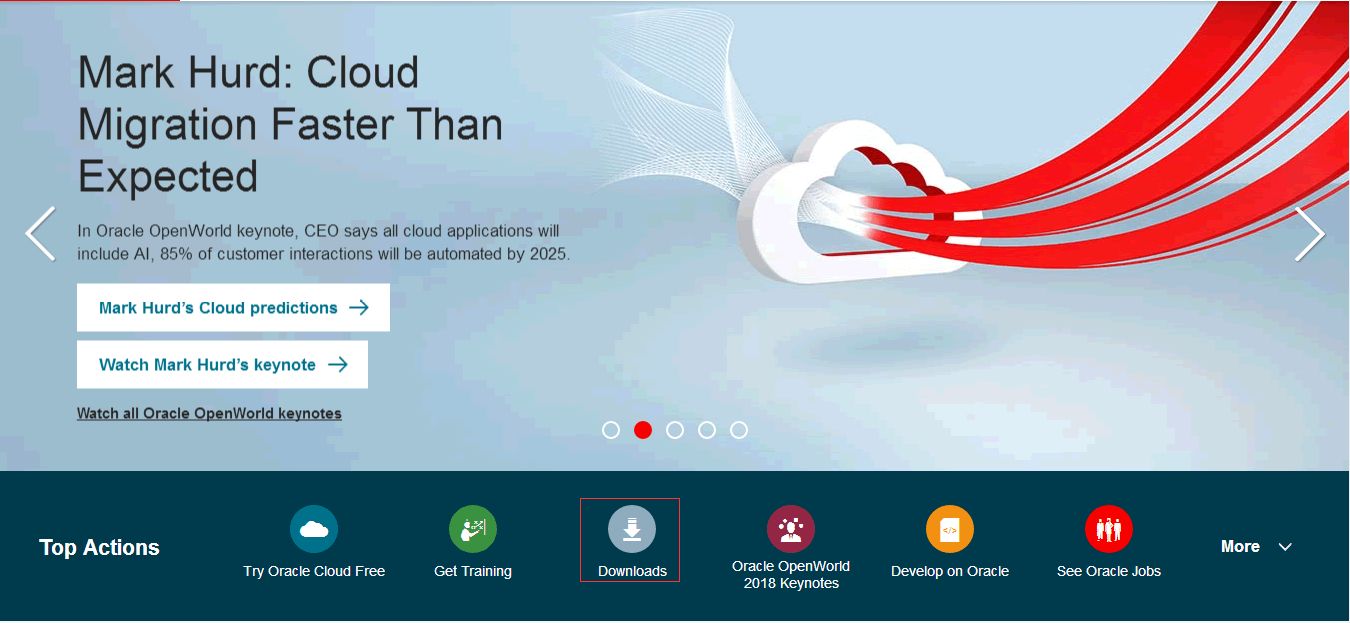 Mark Hurd: Cloud
Migration Faster Than
Expected
In Oracle OpenWorld keynote, CEO says all cloud applications will
include AI, 85% of customer interactions will be automated by 2025.
Mark Hurd’s Cloud predictions
Watch Mark Hurd’s keynote
Watch all Oracle OpenWorld keynotes
Top Actions
Try Oracle Cloud Free
Get Training
Downloads
Oracle OpenWorld
2018 Keynotes
</>
Develop on Oracle
See Oracle Jobs
More